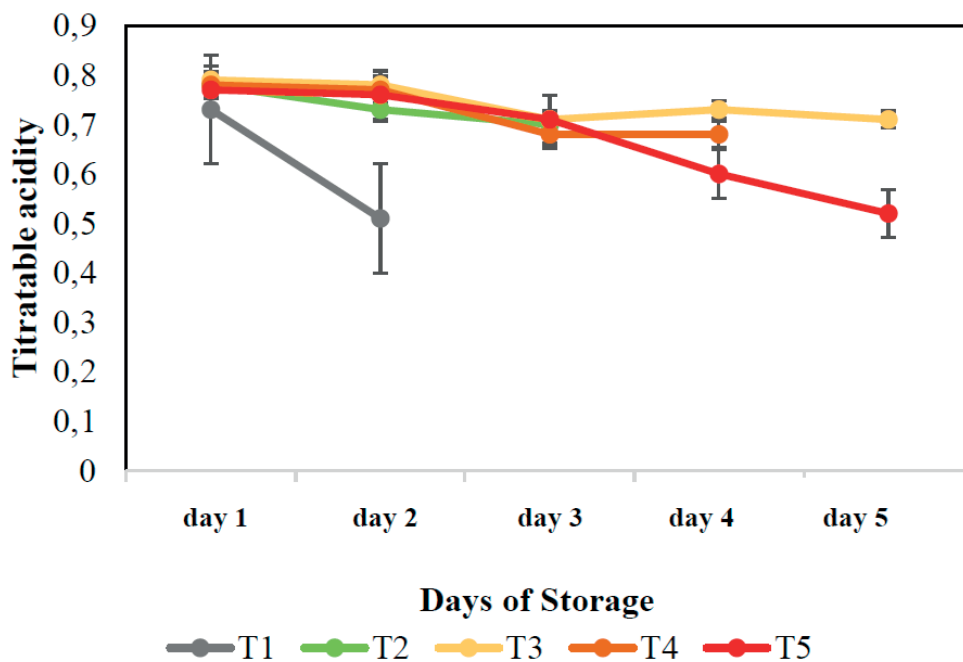 0,9
0,8
0,7
0,6
0,5
0,4
0,3
0,2
0,1
0
Titratable acidity
day 1 day 2 day 3 day 4 day 5
Days of Storage
T1 T2 T3 T4 T5